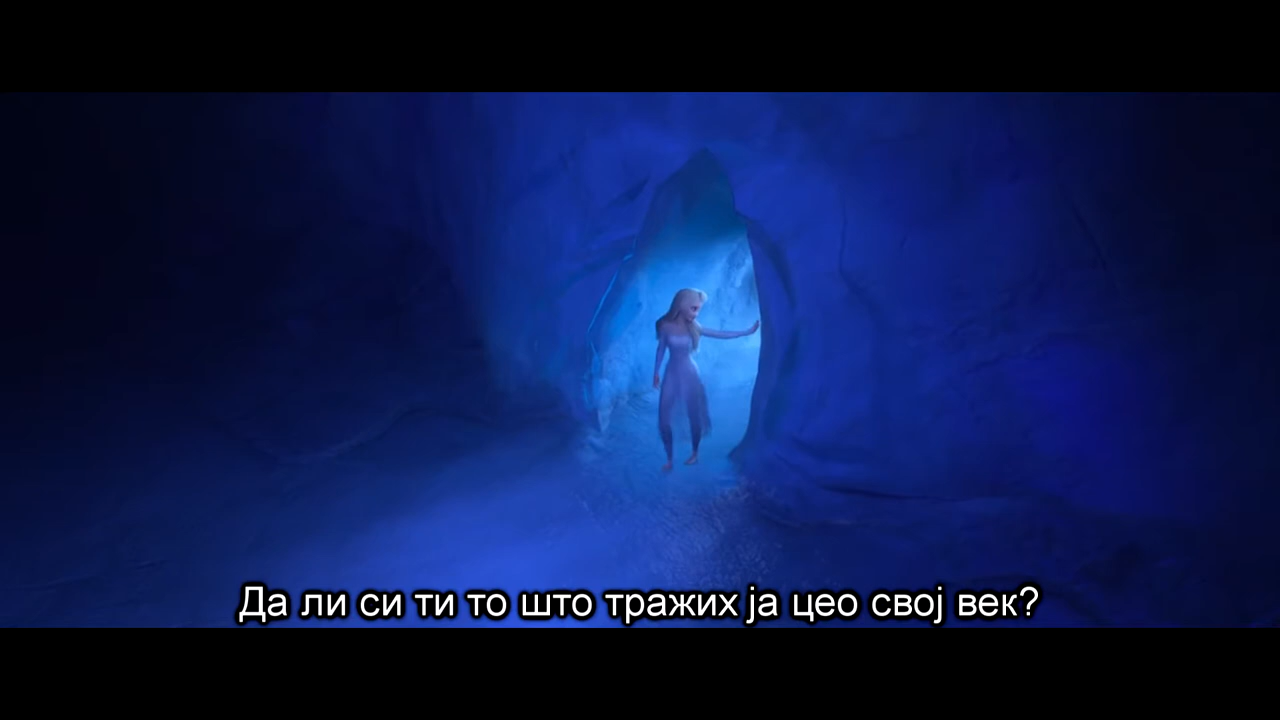 Да ли си ти то што тражих ја цео свој век?